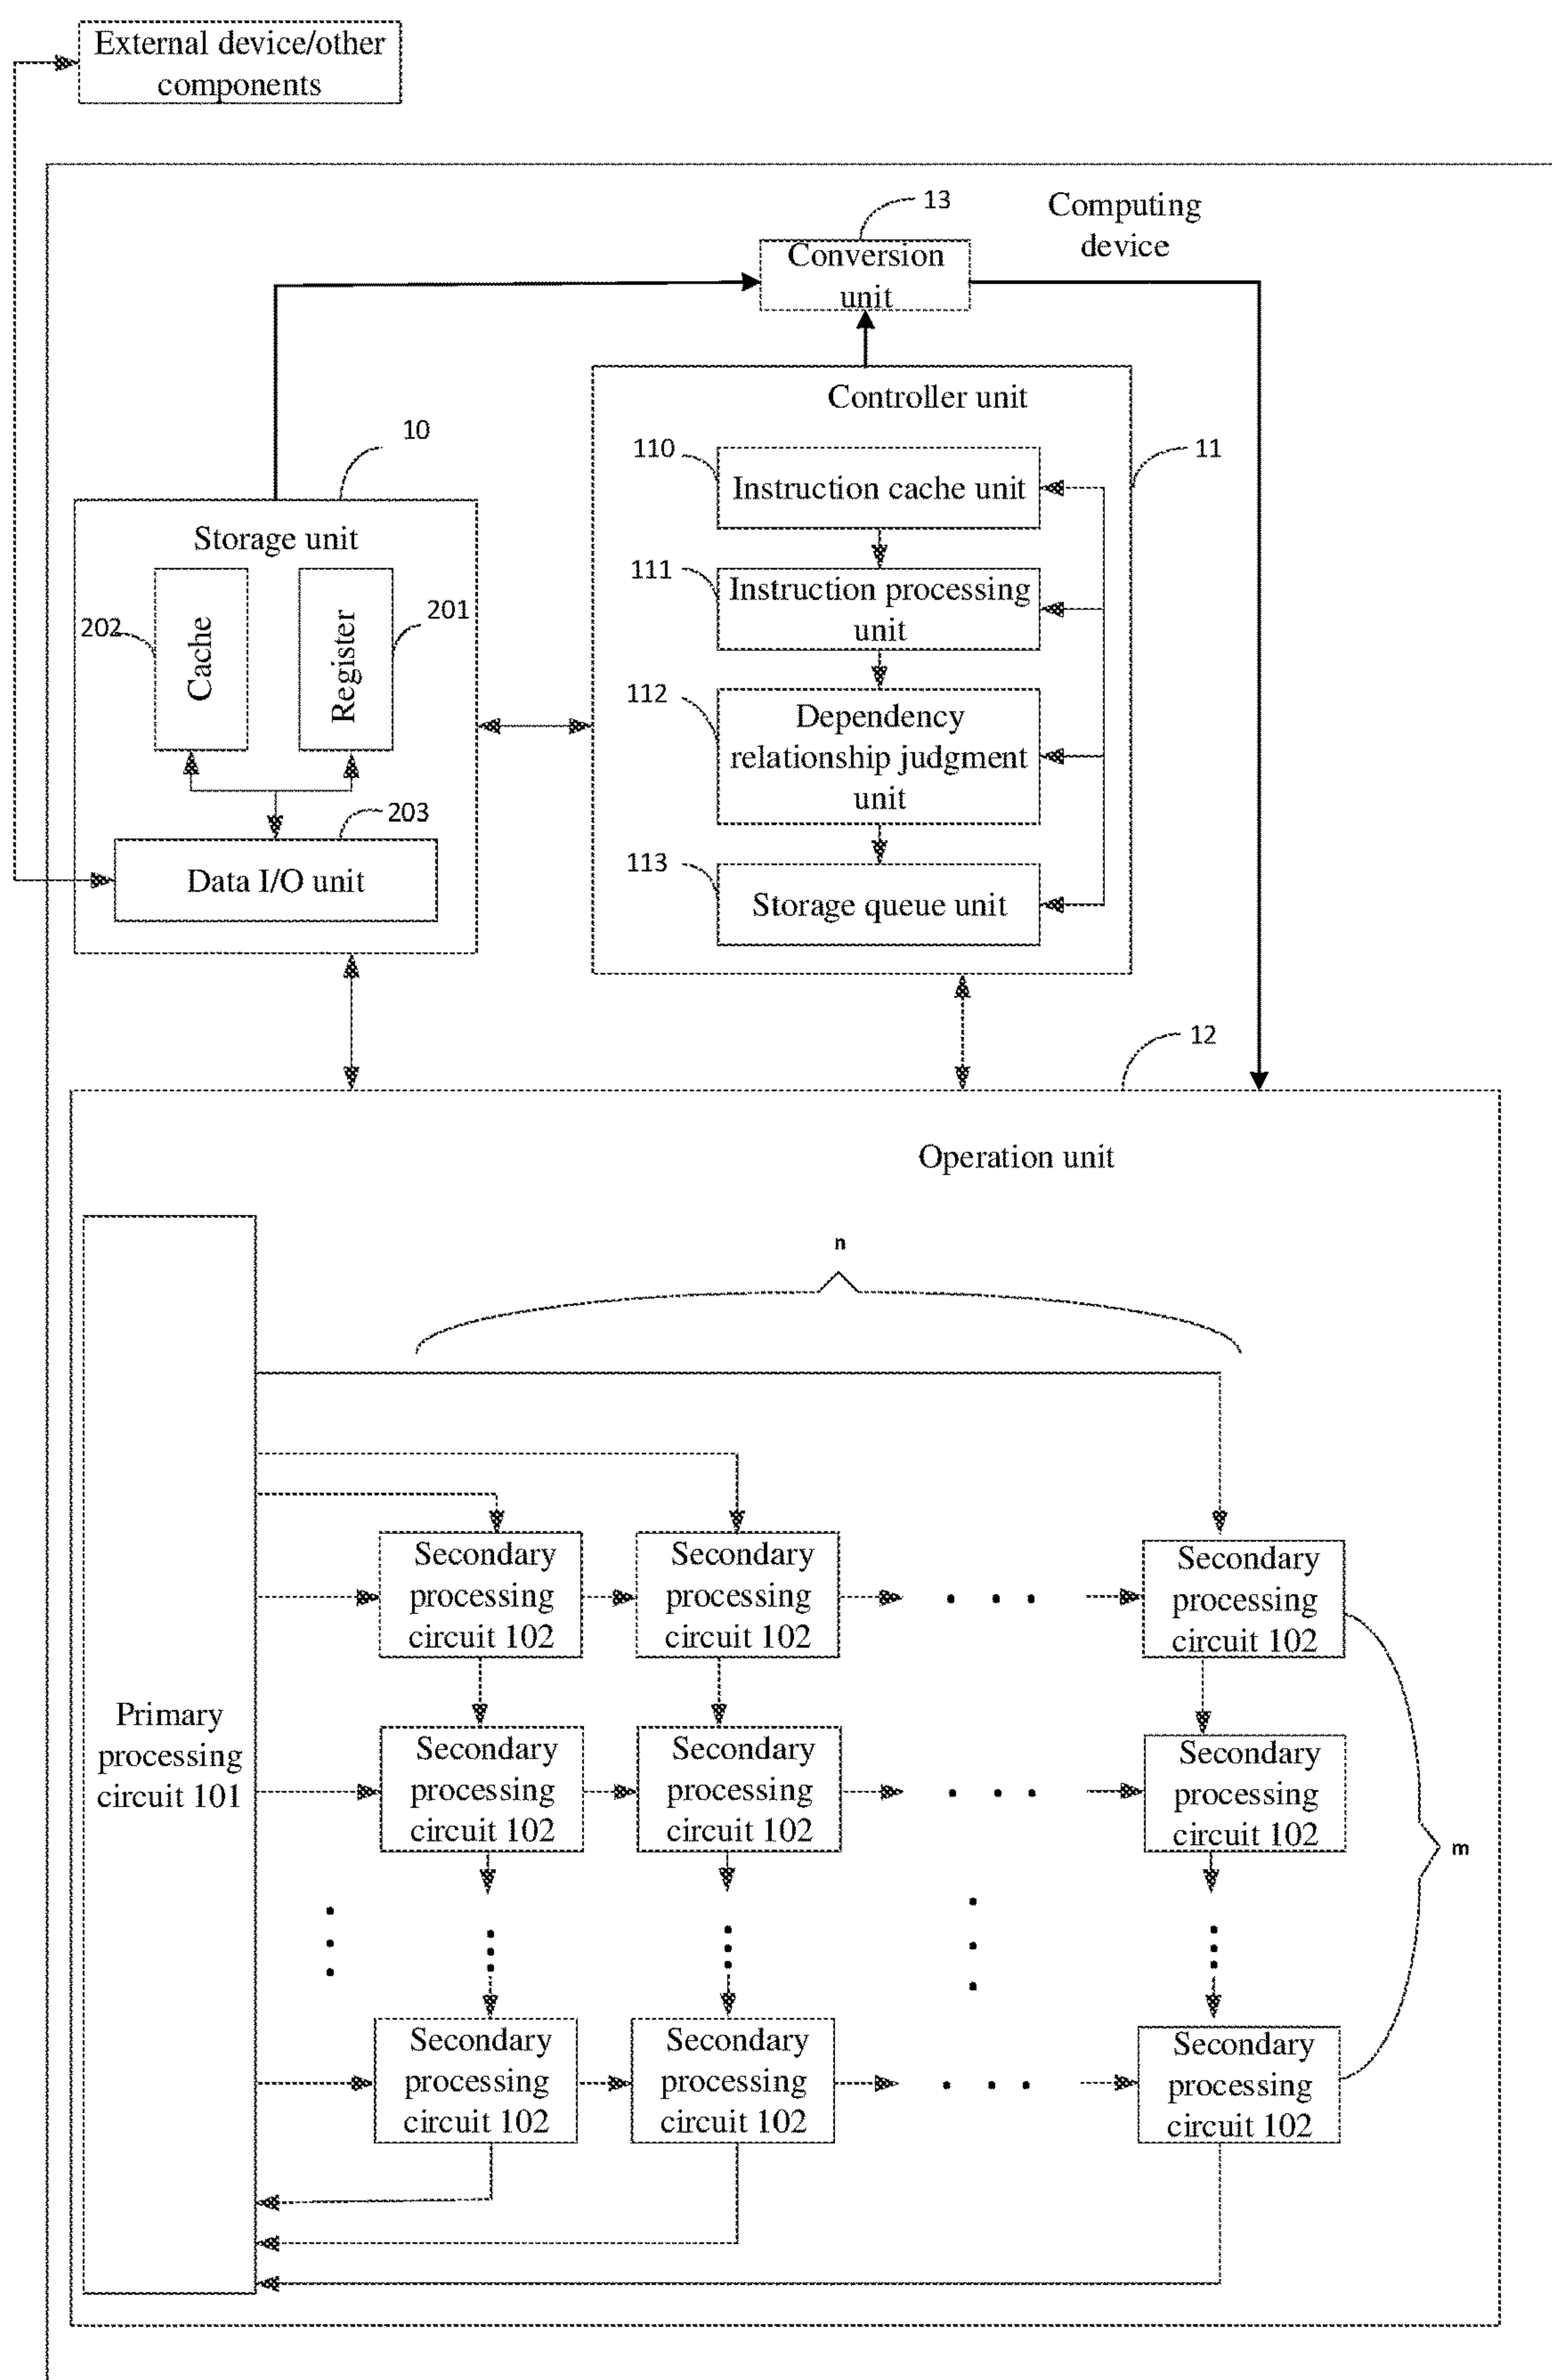 External device/other
components
13
Computing
device
Conversion
unit
Controller unit
10
110
11
Instruction cache unit
Storage unit
111
Instruction processing
unit
202
Cache
Register
201
112
Dependency
relationship judgment
unit
203
Data I/O unit
113
Storage queue unit
12
Operation unit
n
Secondary
processing
circuit 102
Secondary
processing
circuit 102
. . .
Secondary
processing
circuit 102
Primary
processing
circuit 101
Secondary
processing
circuit 102
Secondary
processing
circuit 102
. . .
Secondary
processing
circuit 102
m
Secondary
processing
circuit 102
Secondary
processing
circuit 102
. . .
Secondary
processing
circuit 102